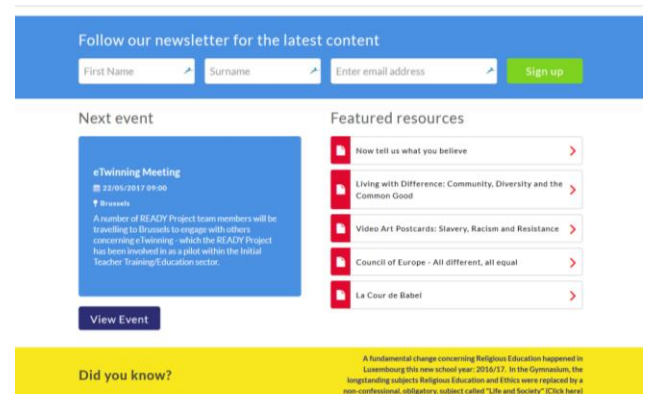 Follow our newsletter for the latest content
First Name
Surname
Enter email address
Sign up
Next event
eTwinning Meeting
22/05/2017 09:00
Brussels
A number of READY Project team members will be
travelling to Brussels to engage with others
concerning eTwinning - which the READY Project
has been involved in as a pilot within the Initial
Teacher Training/Education sector.
View Event
Featured resources
Now tell us what you believe
Living with Difference: Community, Diversity and the
Common Good
Video Art Postcards: Slavery, Racism and Resistance
Council of Europe - All different, all equal
La Cour de Babel
Did you know?
A fundamental change concerning Religious Education happened in
Luxembourg this new school year: 2016/17. In the Gymnasium, the
longstanding subjects Religious Education and Ethics were replaced by a
non-confessional, obligatory, subject called "Life and Society" (Click here)